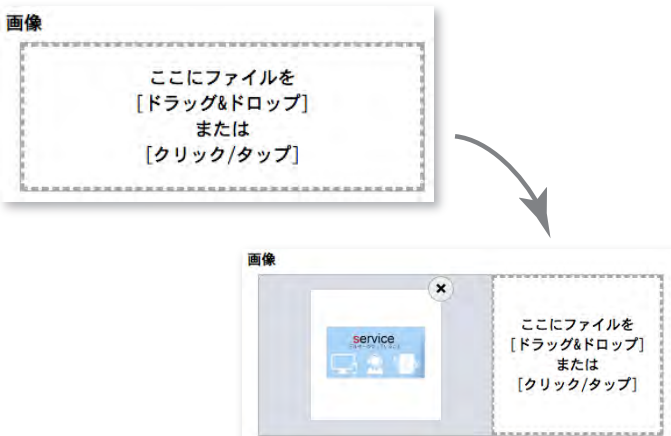 画像
ここにファイルを
[ドラッグ&ドロップ]
または
[クリック/タップ]
画像
×
service
ここにファイルを
[ドラッグ&ドロップ]
または
[クリック/タップ]